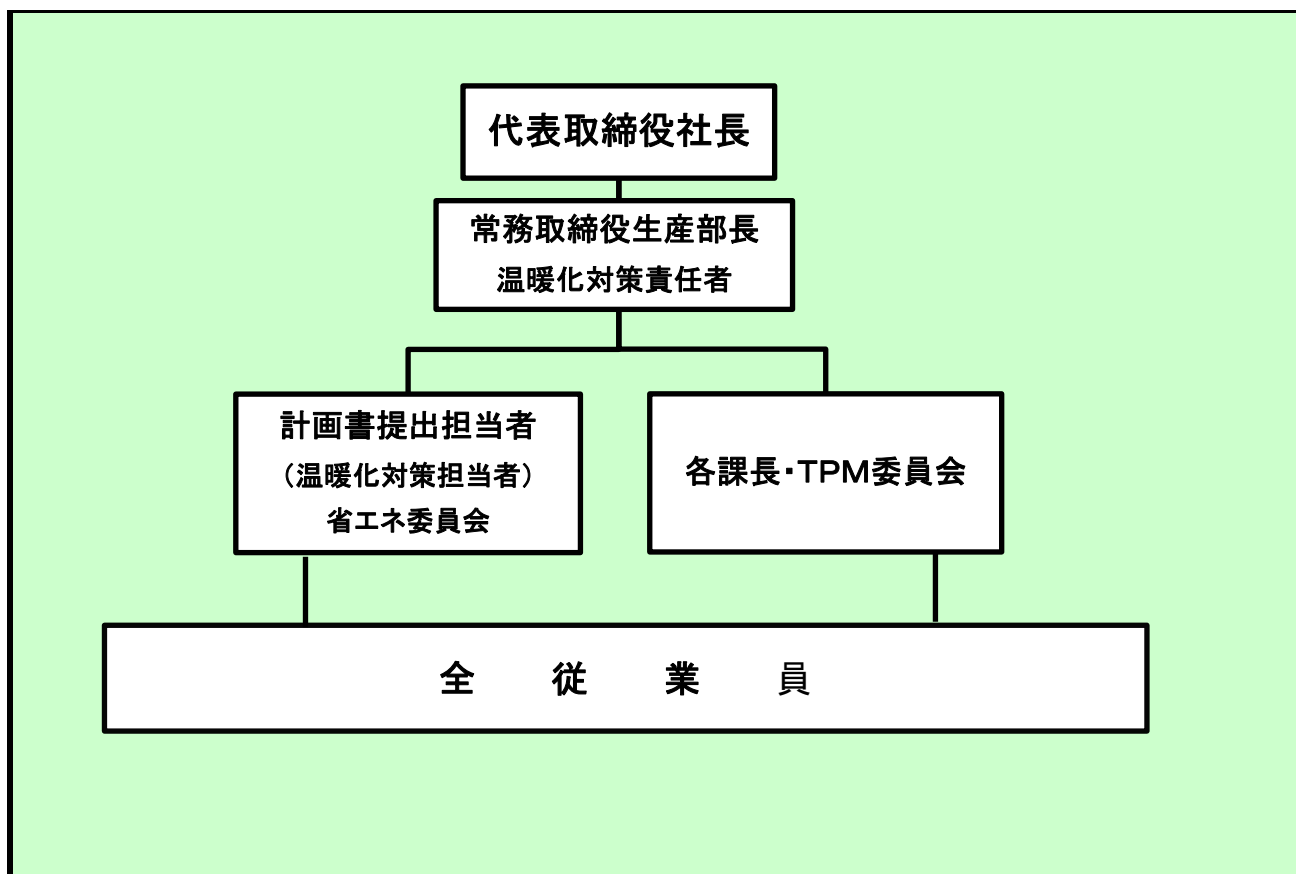 代表取締役社長
常務取締役生産部長
温暖化対策責任者
計画書提出担当者
（温暖化対策担当者）
省エネ委員会
各課長・TPM委員会
全　従　業　員